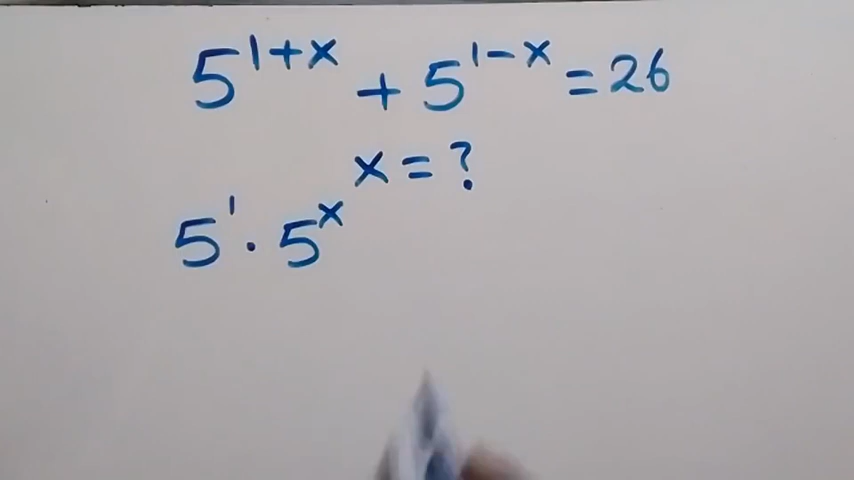 5^{1+x} + 5^{1-x} = 26
x = ?
5^1 · 5^x